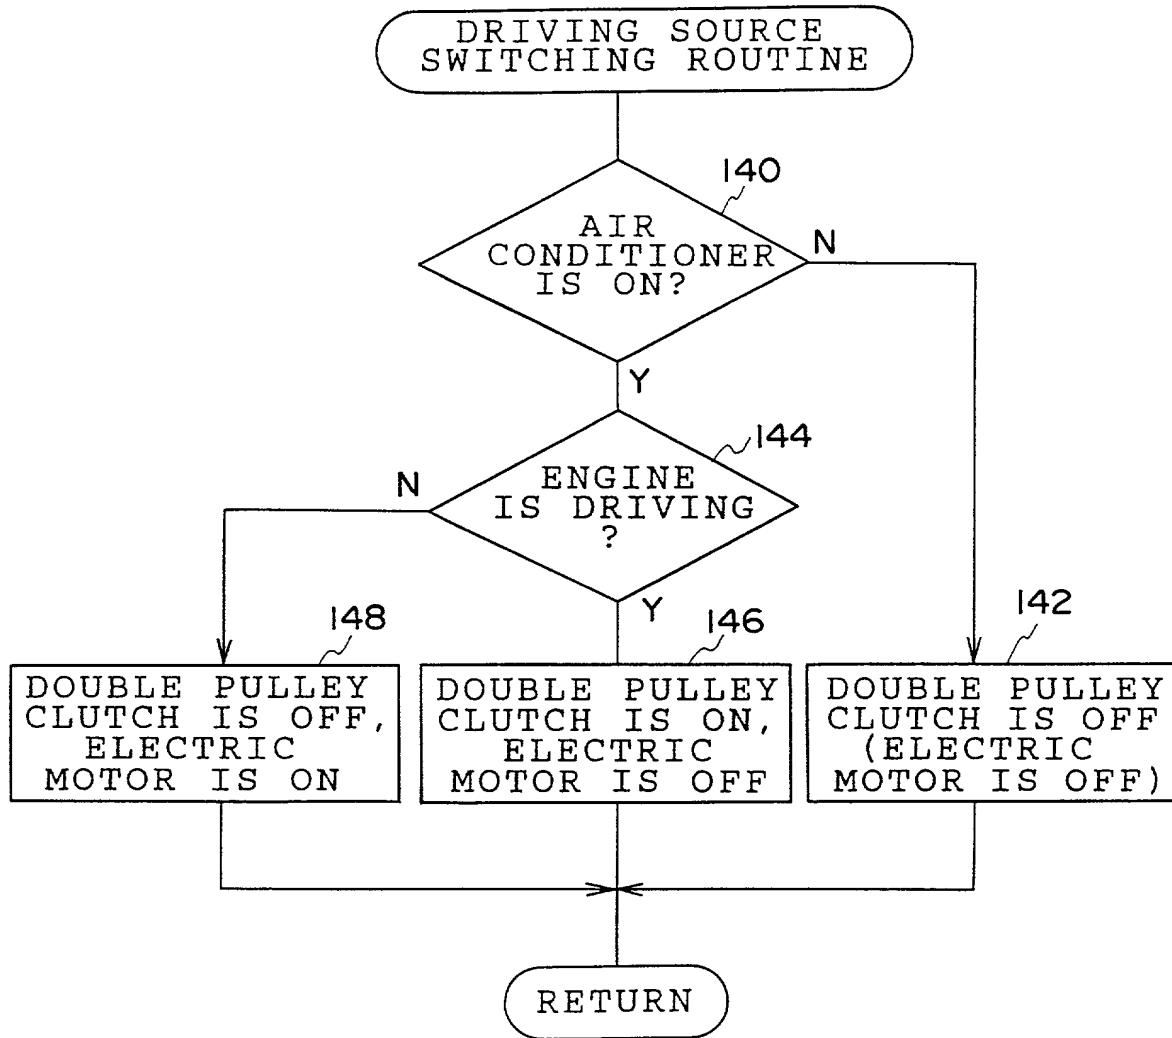 DRIVING SOURCE
SWITCHING ROUTINE
140
AIR
CONDITIONER
IS ON?
N
Y
144
ENGINE
IS DRIVING
?
N
Y
148
DOUBLE PULLEY
CLUTCH IS OFF,
ELECTRIC
MOTOR IS ON
146
DOUBLE PULLEY
CLUTCH IS ON,
ELECTRIC
MOTOR IS OFF
142
DOUBLE PULLEY
CLUTCH IS OFF
(ELECTRIC
MOTOR IS OFF)
RETURN